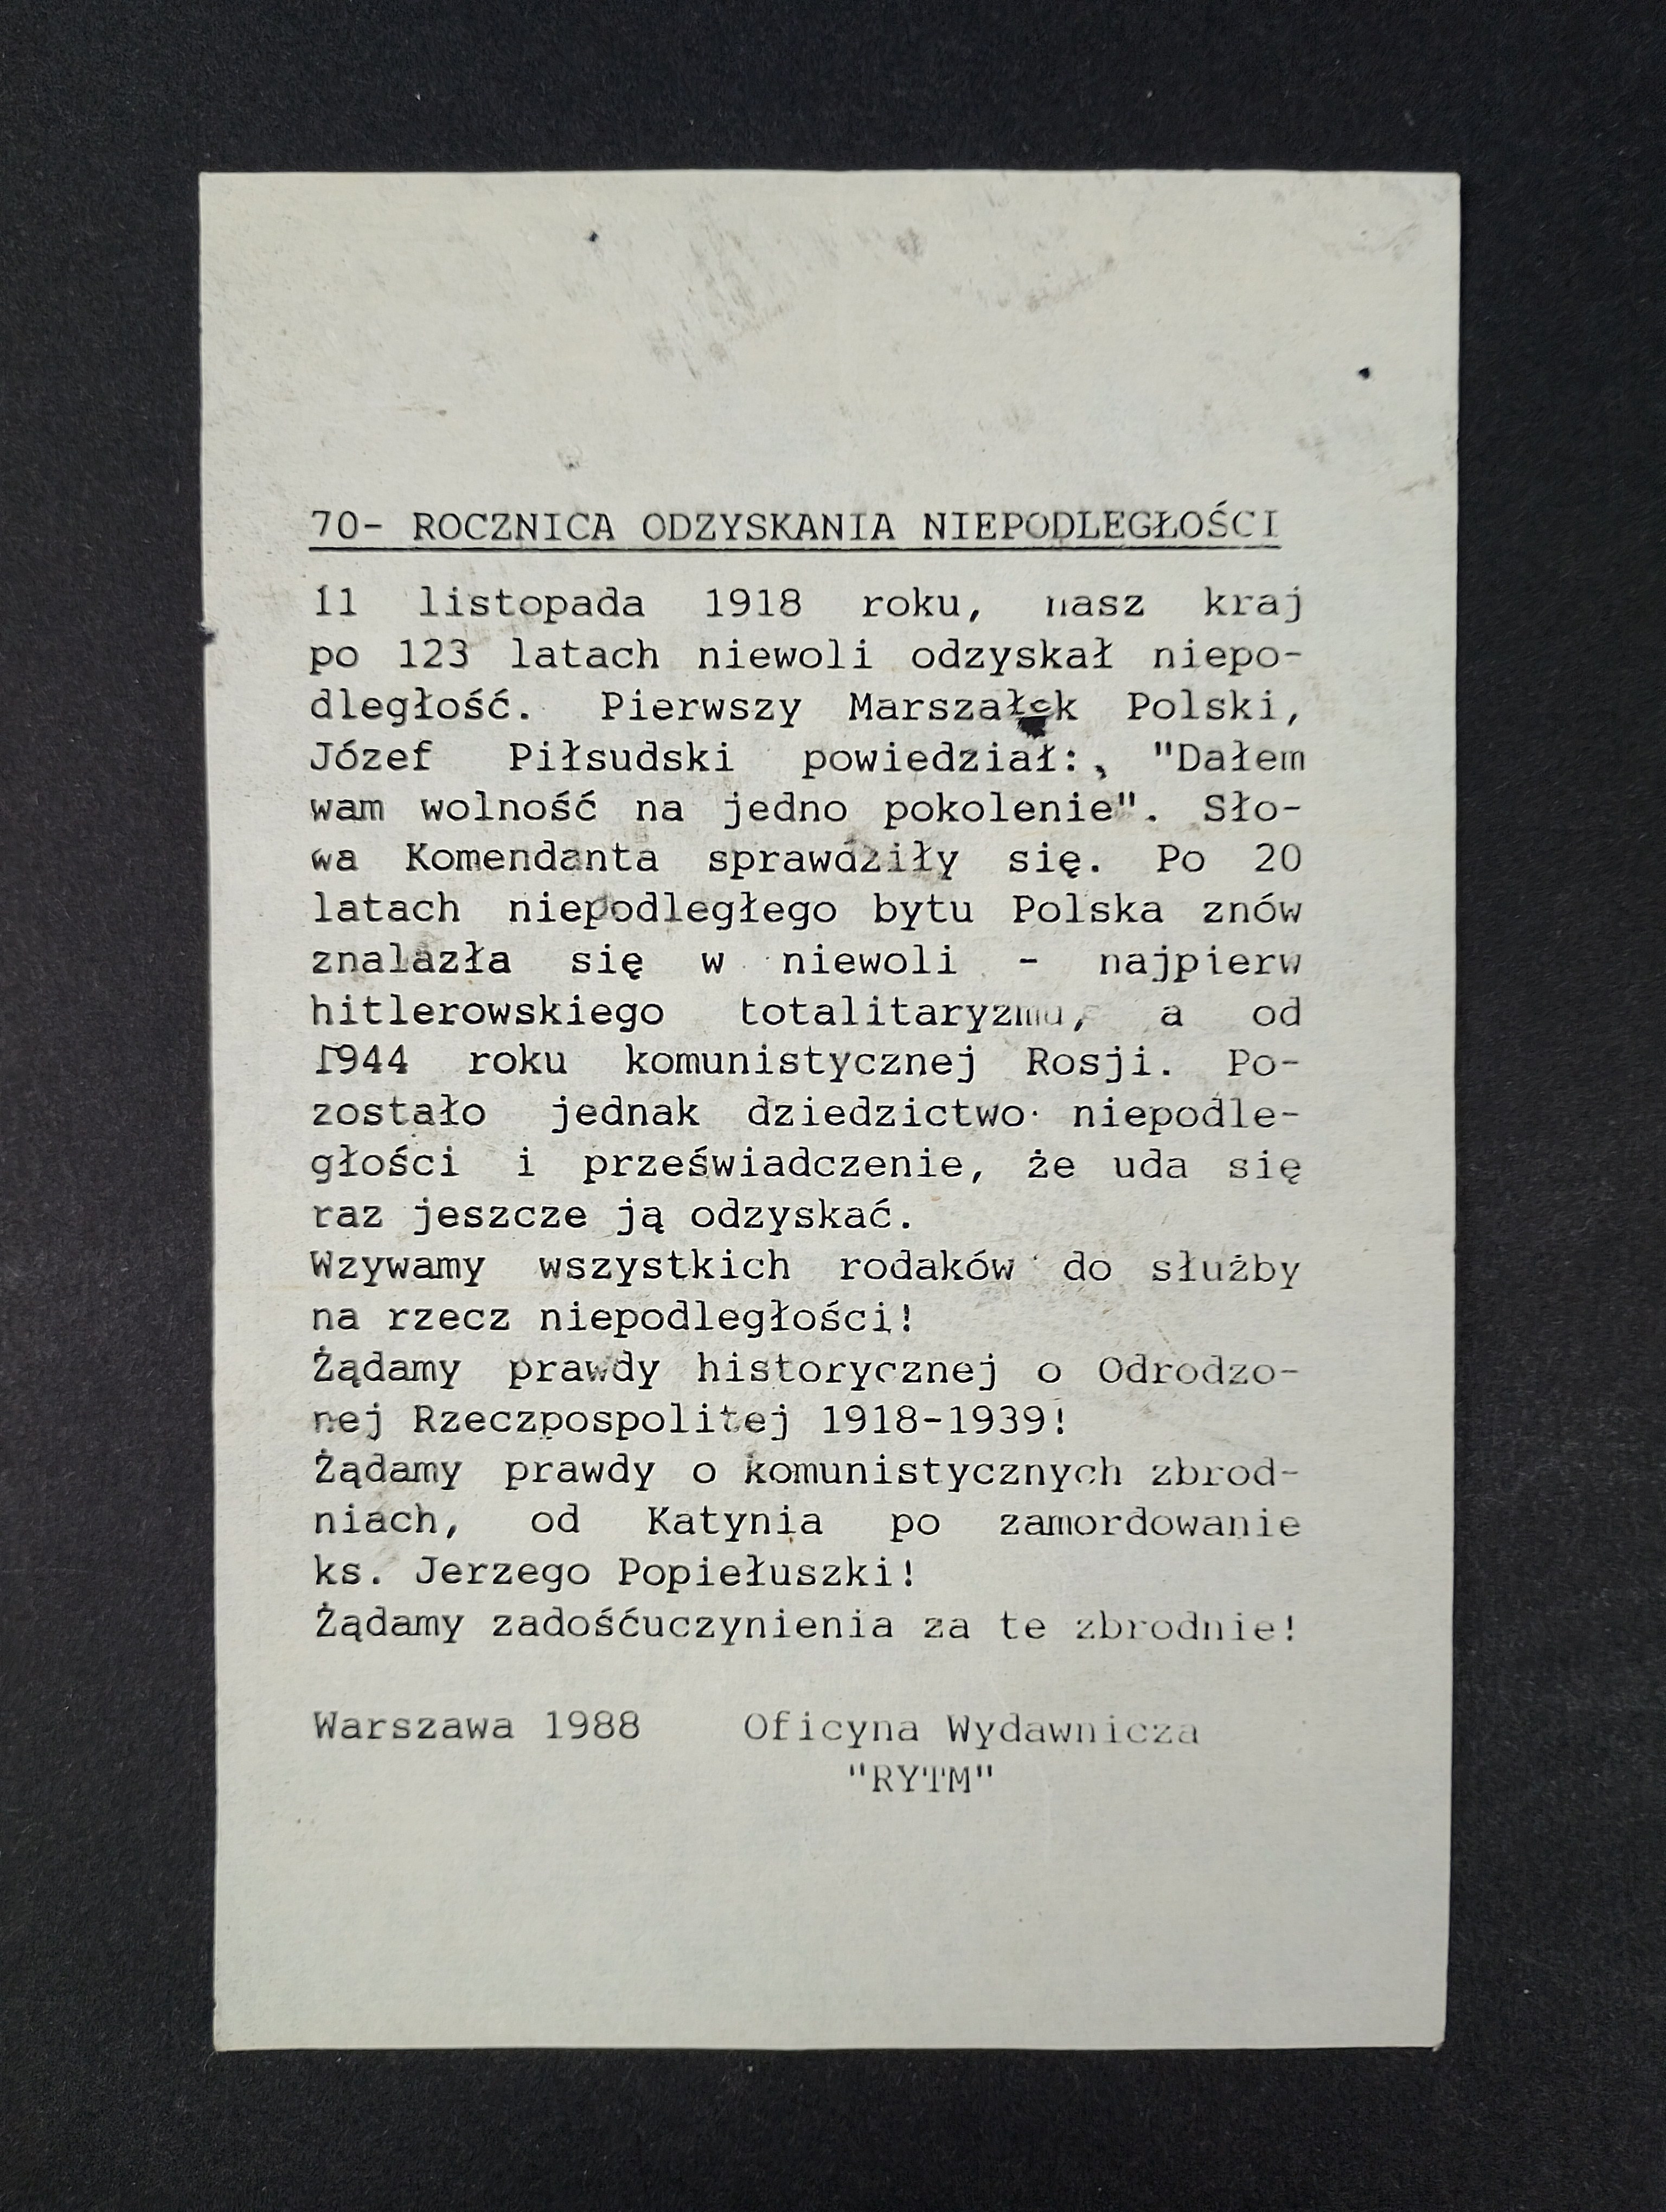 70- ROCZNICA ODZYSKANIA NIEPODLEGŁOŚCI
11 listopada 1918 roku, nasz kraj
po 123 latach niewoli odzyskał niepo-
dległość. Pierwszy Marszałek Polski,
Józef Piłsudski powiedział:, "Dałem
wam wolność na jedno pokolenie". Sło-
wa Komendanta sprawdziły się. Po 20
latach niepodległego bytu Polska znów
znalazła się w niewoli - najpierw
hitlerowskiego totalitaryzmu, a od
1944 roku komunistycznej Rosji. Po-
zostało jednak dziedzictwo niepodle-
głości i przeświadczenie, że uda się
raz jeszcze ją odzyskać.
Wzywamy wszystkich rodaków do służby
na rzecz niepodległości!
Żądamy prawdy historycznej o Odrodzo-
nej Rzeczpospolitej 1918-1939!
Żądamy prawdy o komunistycznych zbrod-
niach, od Katynia po zamordowanie
ks. Jerzego Popiełuszki!
Żądamy zadośćuczynienia za te zbrodnie!
Warszawa 1988 Oficyna Wydawnicza
"RYTM"